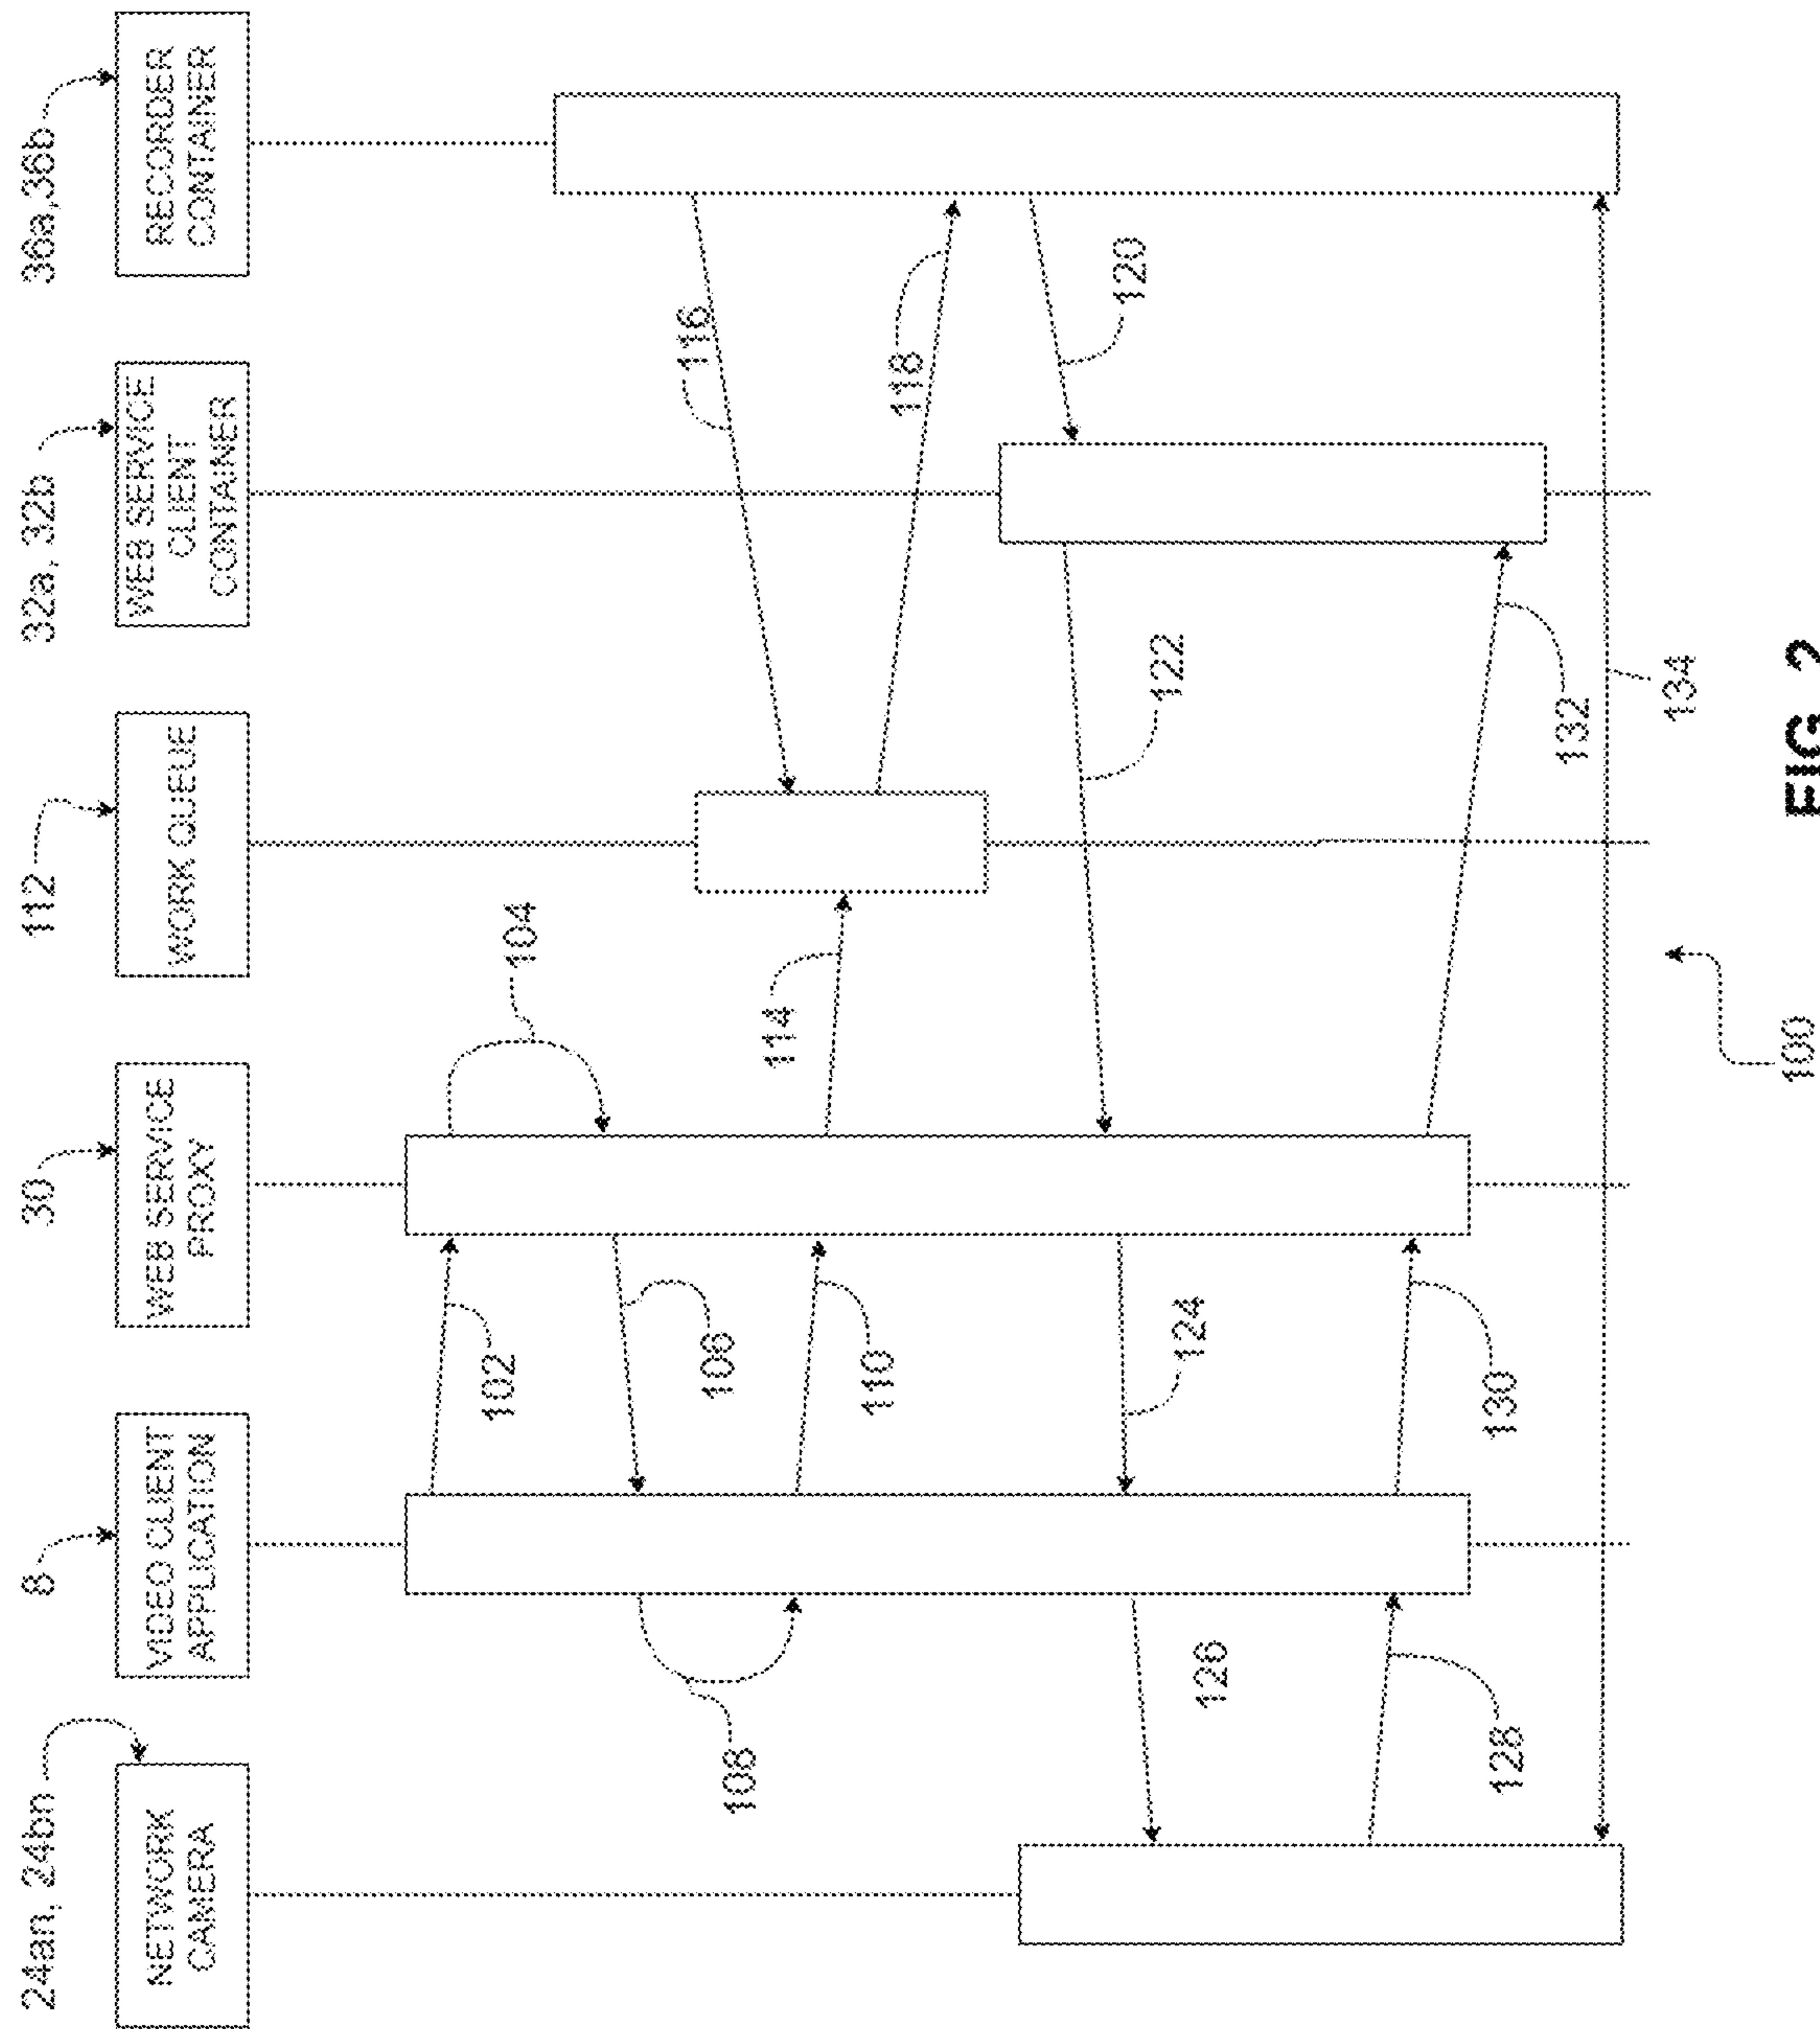 24an, 24bn
8
30
112
32a, 32b
36a,36b
NETWORK
CAMERA
VIDEO CLIENT
APPLICATION
WEB SERVICE
PROXY
WORK QUEUE
WEB SERVICE
CLIENT
CONTAINER
RECORDER
CONTAINER
102
104
116
106
108
114
110
118
120
122
124
126
130
128
132
134
100
FIG. 2